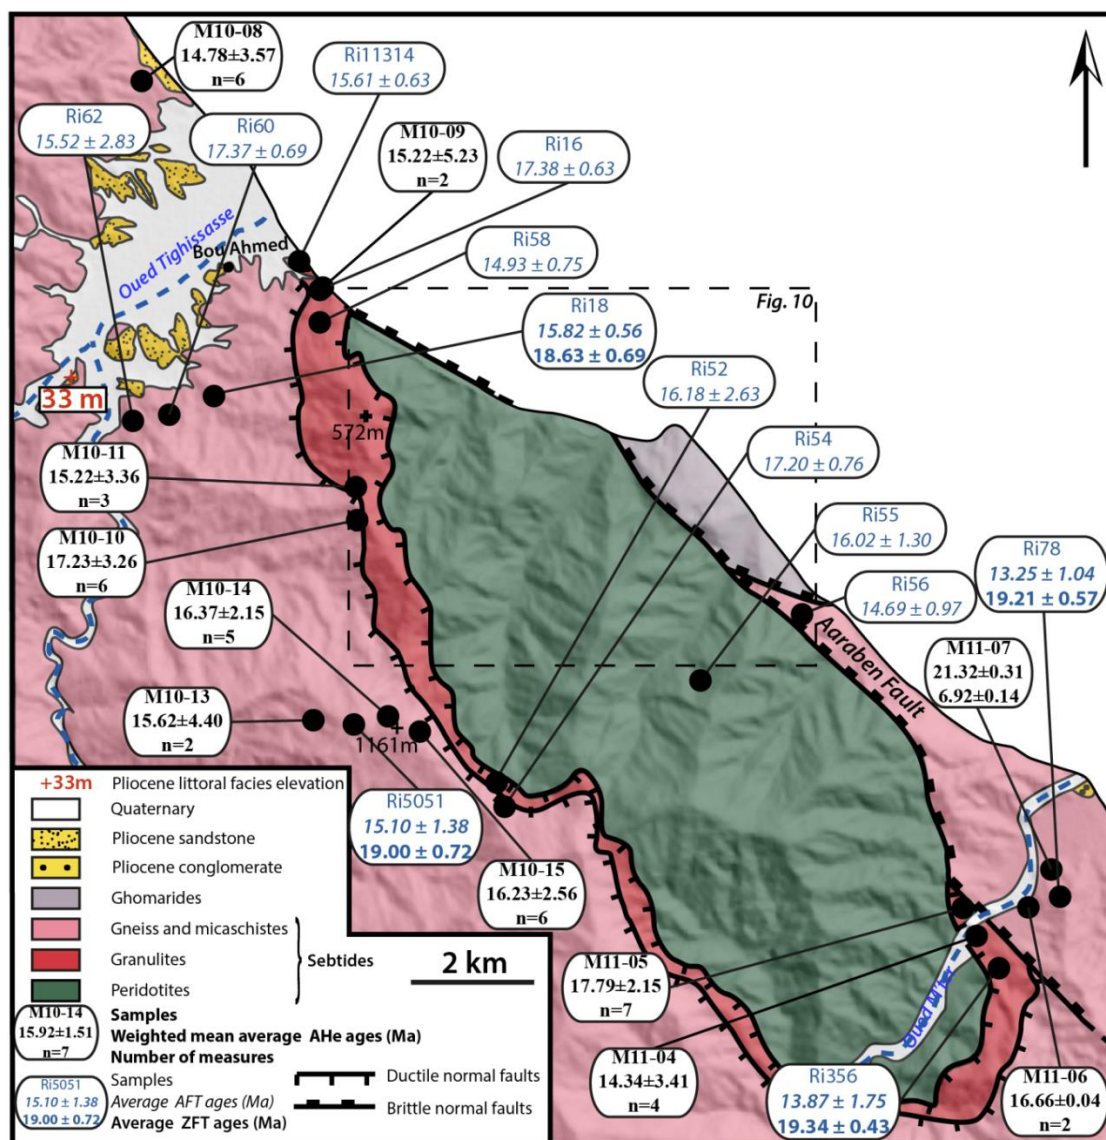 M10-08
14.78±3.57
n=6
Ri11314
15.61 ± 0.63
Ri62
15.52 ± 2.83
Ri60
17.37 ± 0.69
M10-09
15.22±5.23
n=2
Ri16
17.38 ± 0.63
Oued Tighissasse
Bou Ahmed
Ri58
14.93 ± 0.75
Fig. 10
Ri18
15.82 ± 0.56
18.63 ± 0.69
Ri52
16.18 ± 2.63
33 m
572m
Ri54
17.20 ± 0.76
M10-11
15.22±3.36
n=3
M10-10
17.23±3.26
n=6
Ri55
16.02 ± 1.30
Ri78
13.25 ± 1.04
19.21 ± 0.57
Ri56
14.69 ± 0.97
M10-14
16.37±2.15
n=5
Aaraben Fault
M11-07
21.32±0.31
6.92±0.14
M10-13
15.62±4.40
n=2
1161m
Ri5051
15.10 ± 1.38
19.00 ± 0.72
M10-15
16.23±2.56
n=6
M11-05
17.79±2.15
n=7
M11-04
14.34±3.41
n=4
Ri356
13.87 ± 1.75
19.34 ± 0.43
M11-06
16.66±0.04
n=2
2 km
+33m Pliocene littoral facies elevation
Quaternary
Pliocene sandstone
Pliocene conglomerate
Ghomarides
Gneiss and micaschistes
Granulites
Peridotites
Sebtides
M10-14
15.92±1.51
n=7
Samples
Weighted mean average AHe ages (Ma)
Number of measures
Ri5051
15.10 ± 1.38
19.00 ± 0.72
Samples
Average AFT ages (Ma)
Average ZFT ages (Ma)
Ductile normal faults
Brittle normal faults